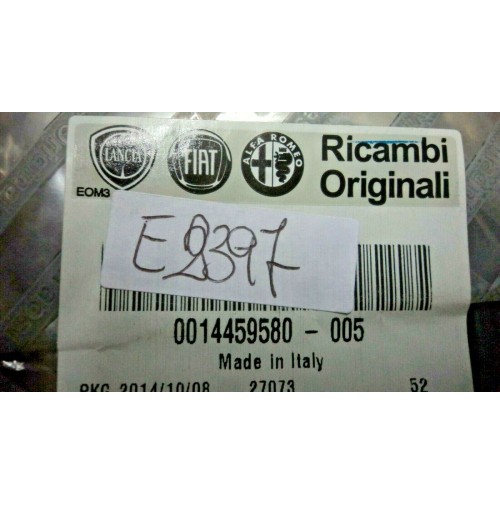 LANCIA FIAT ALFA ROMEO Ricambi
Originali
EOM3
E2397
0014459580 - 005
Made in Italy
PKG 2014/10/08 27073 52